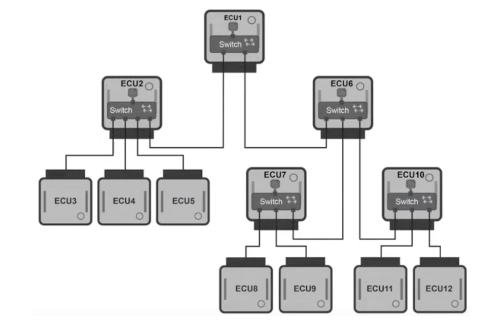 ECU1
Switch
ECU2
Switch
ECU6
Switch
ECU3
ECU4
ECU5
ECU7
Switch
ECU10
Switch
ECU8
ECU9
ECU11
ECU12